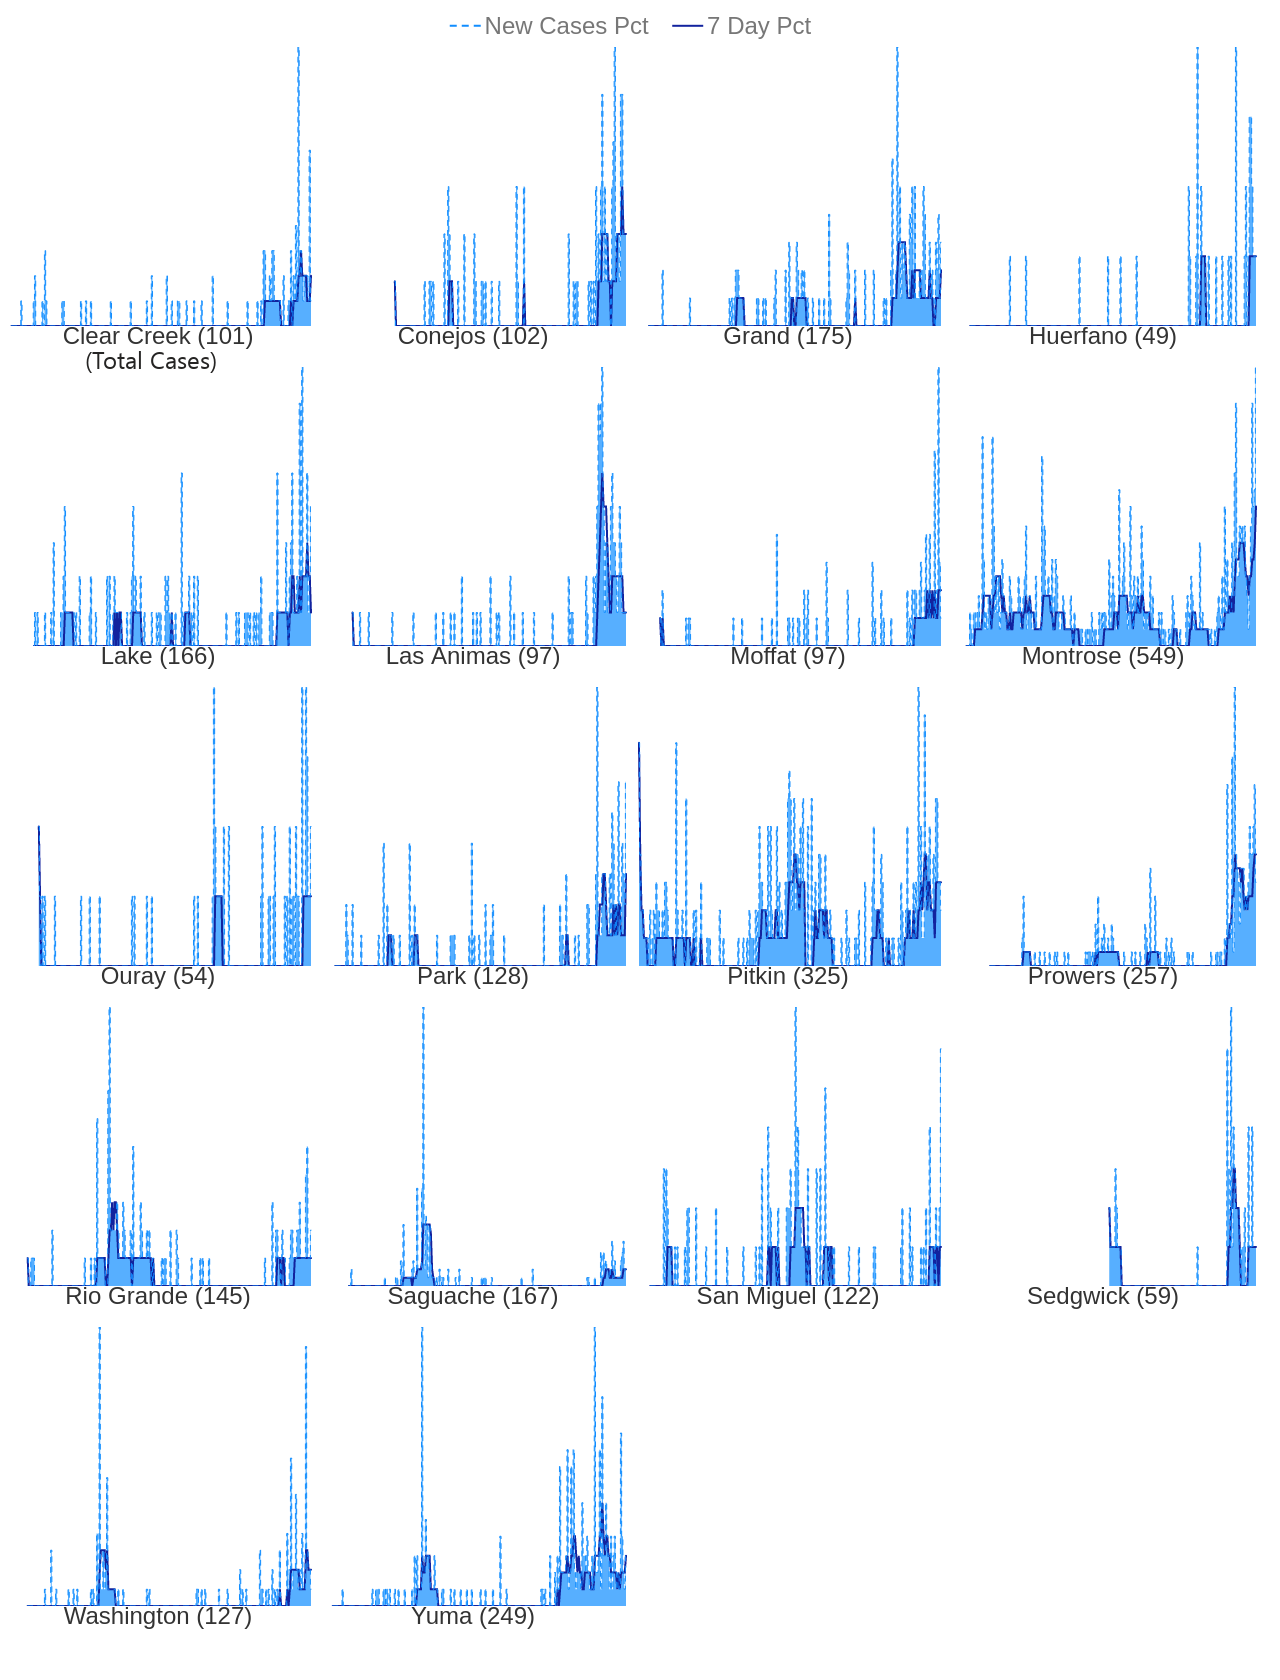 New Cases Pct 7 Day Pct
Clear Creek (101) Conejos (102) Grand (175) Huerfano (49)
(Total Cases)
Lake (166) Las Animas (97) Moffat (97) Montrose (549)
Ouray (54) Park (128) Pitkin (325) Prowers (257)
Rio Grande (145) Saguache (167) San Miguel (122) Sedgwick (59)
Washington (127) Yuma (249)